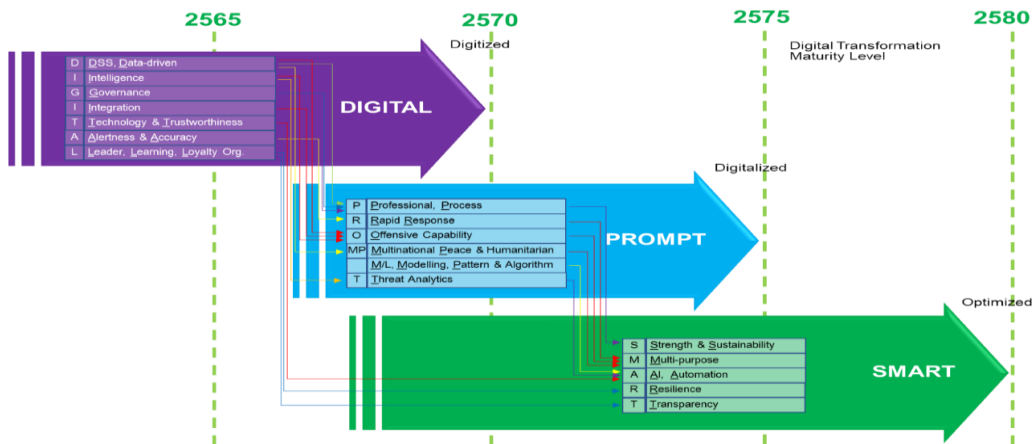 2565 2570 2575 2580
Digitized
Digital Transformation
Maturity Level
D DSS, Data-driven
I Intelligence
G Governance
I Integration
T Technology & Trustworthiness
A Alertness & Accuracy
L Leader, Learning, Loyalty Org.
DIGITAL
Digitalized
P Professional, Process
R Rapid Response
O Offensive Capability
MP Multinational Peace & Humanitarian
M/L, Modelling, Pattern & Algorithm
T Threat Analytics
PROMPT
Optimized
S Strength & Sustainability
M Multi-purpose
A AI, Automation
R Resilience
T Transparency
SMART